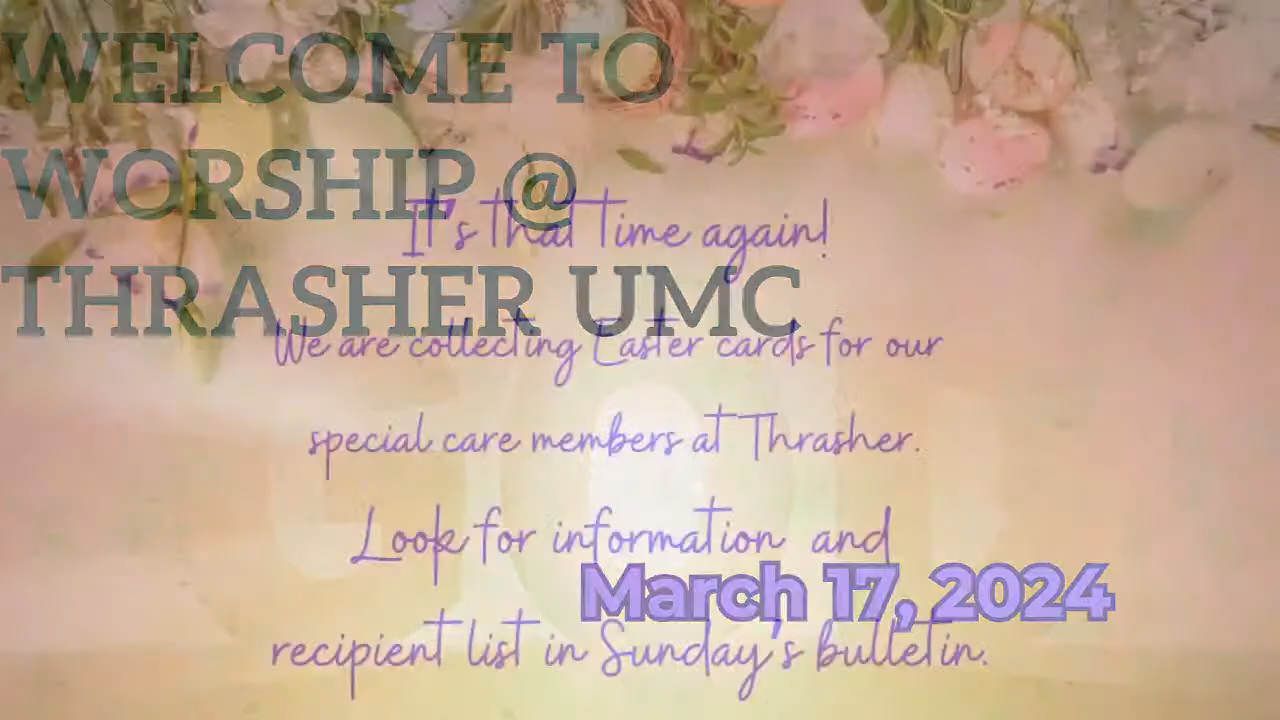 WELCOME TO
WORSHIP @
THRASHER UMC
It's that time again!
We are collecting Easter cards for our
special care members at Thrasher.
Look for information and
recipient list in Sunday's bulletin.
March 17, 2024